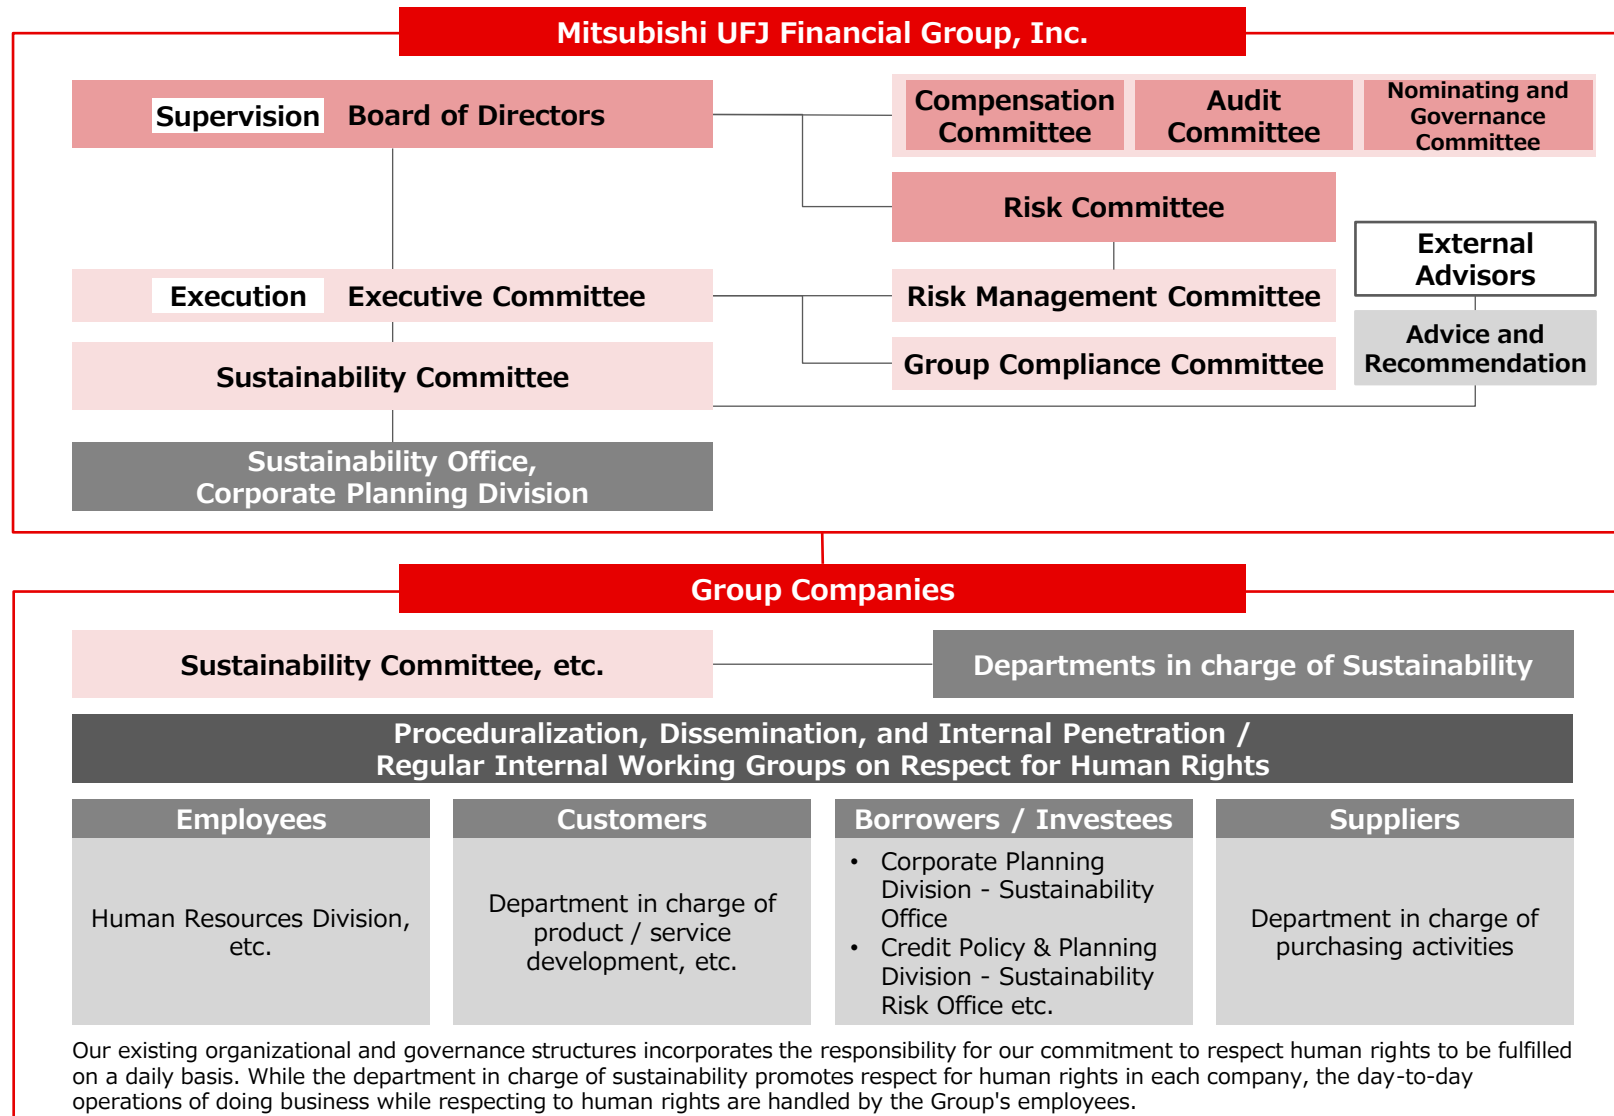 Mitsubishi UFJ Financial Group, Inc.
Supervision Board of Directors
Compensation
Committee
Audit
Committee
Nominating and
Governance
Committee
Risk Committee
External
Advisors
Execution Executive Committee
Risk Management Committee
Advice and
Recommendation
Sustainability Committee
Group Compliance Committee
Sustainability Office,
Corporate Planning Division
Group Companies
Sustainability Committee, etc.
Departments in charge of Sustainability
Proceduralization, Dissemination, and Internal Penetration /
Regular Internal Working Groups on Respect for Human Rights
Employees
Human Resources Division,
etc.
Customers
Department in charge of
product / service
development, etc.
Borrowers / Investees
• Corporate Planning
Division - Sustainability
Office
• Credit Policy & Planning
Division - Sustainability
Risk Office etc.
Suppliers
Department in charge of
purchasing activities
Our existing organizational and governance structures incorporates the responsibility for our commitment to respect human rights to be fulfilled
on a daily basis. While the department in charge of sustainability promotes respect for human rights in each company, the day-to-day
operations of doing business while respecting to human rights are handled by the Group's employees.